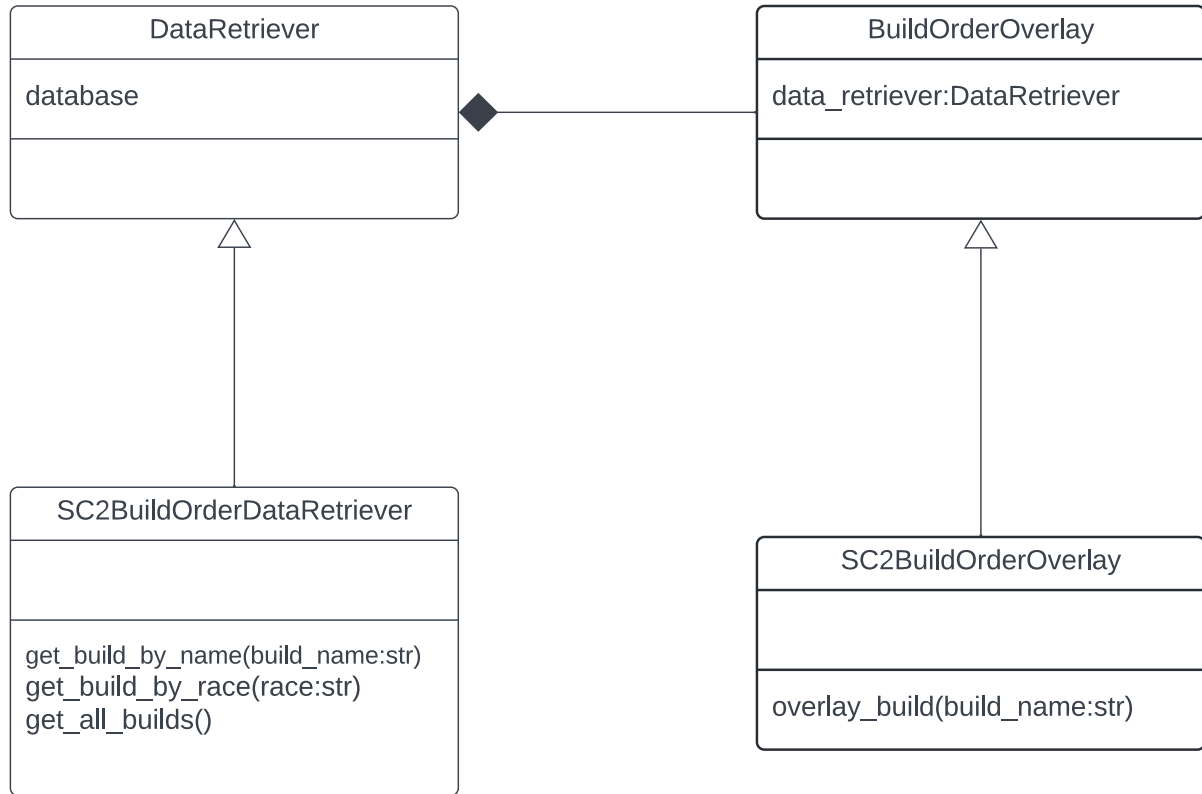 DataRetriever
database
BuildOrderOverlay
data_retriever:DataRetriever
SC2BuildOrderDataRetriever
get_build_by_name(build_name:str)
get_build_by_race(race:str)
get_all_builds()
SC2BuildOrderOverlay
overlay_build(build_name:str)